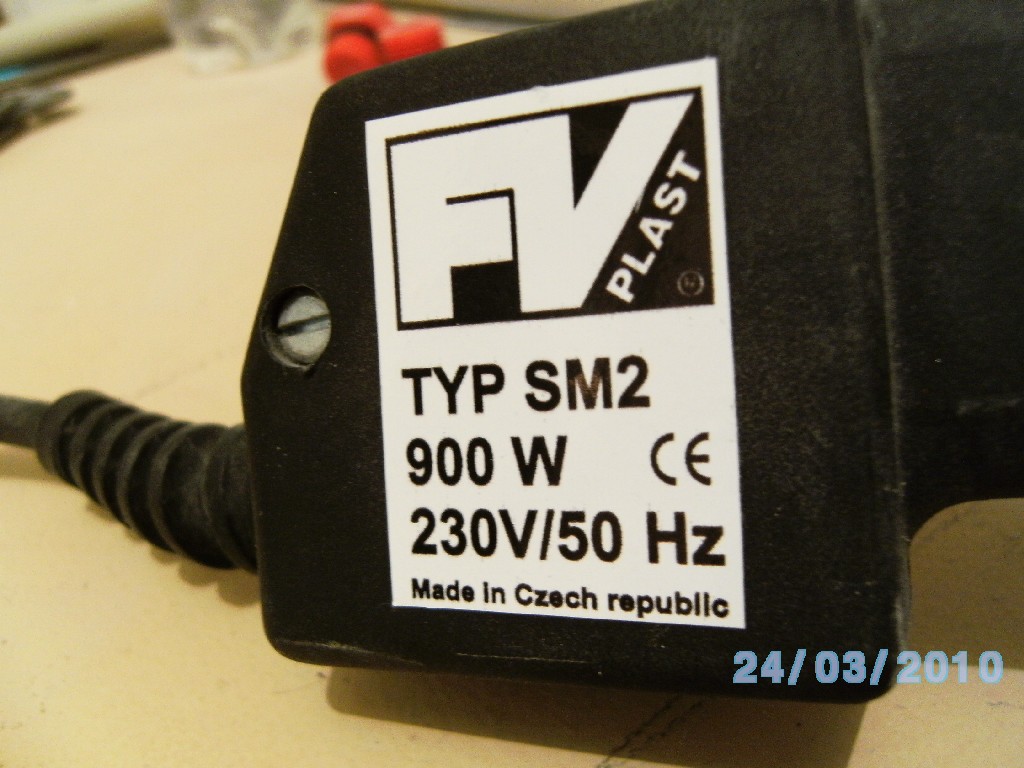 FV
PLAST
TYP SM2
900 W CE
230V/50 Hz
Made in Czech republic
24/03/2010